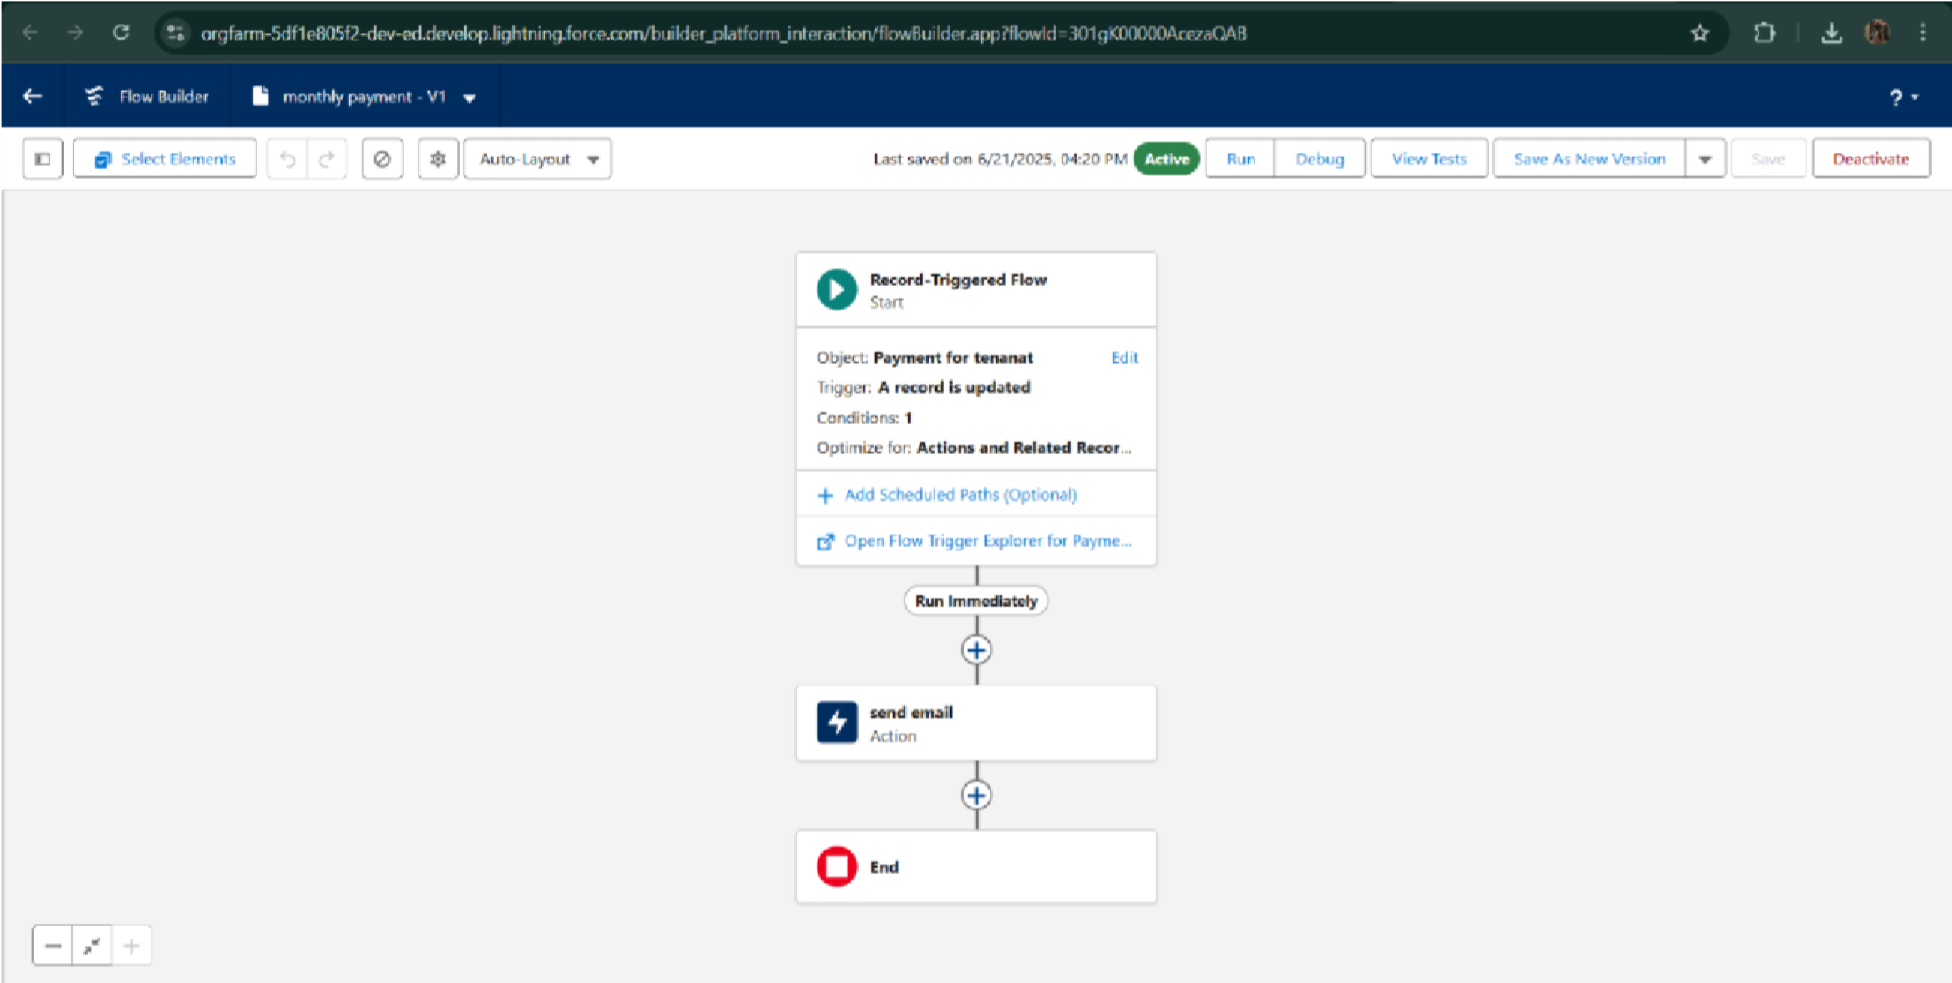 orgfarm-5df1e805f2-dev-ed.develop.lightning.force.com/builder_platform_interaction/flowBuilder.app?flowId=301gK00000AcezaQAB
Flow Builder
monthly payment - V1
?
Select Elements
Auto-Layout
Last saved on 6/21/2025, 04:20 PM
Active
Run
Debug
View Tests
Save As New Version
Save
Deactivate
Record-Triggered Flow
Start
Object: Payment for tenanat
Edit
Trigger: A record is updated
Conditions: 1
Optimize for: Actions and Related Recor...
+ Add Scheduled Paths (Optional)
Open Flow Trigger Explorer for Payme...
Run Immediately
send email
Action
End